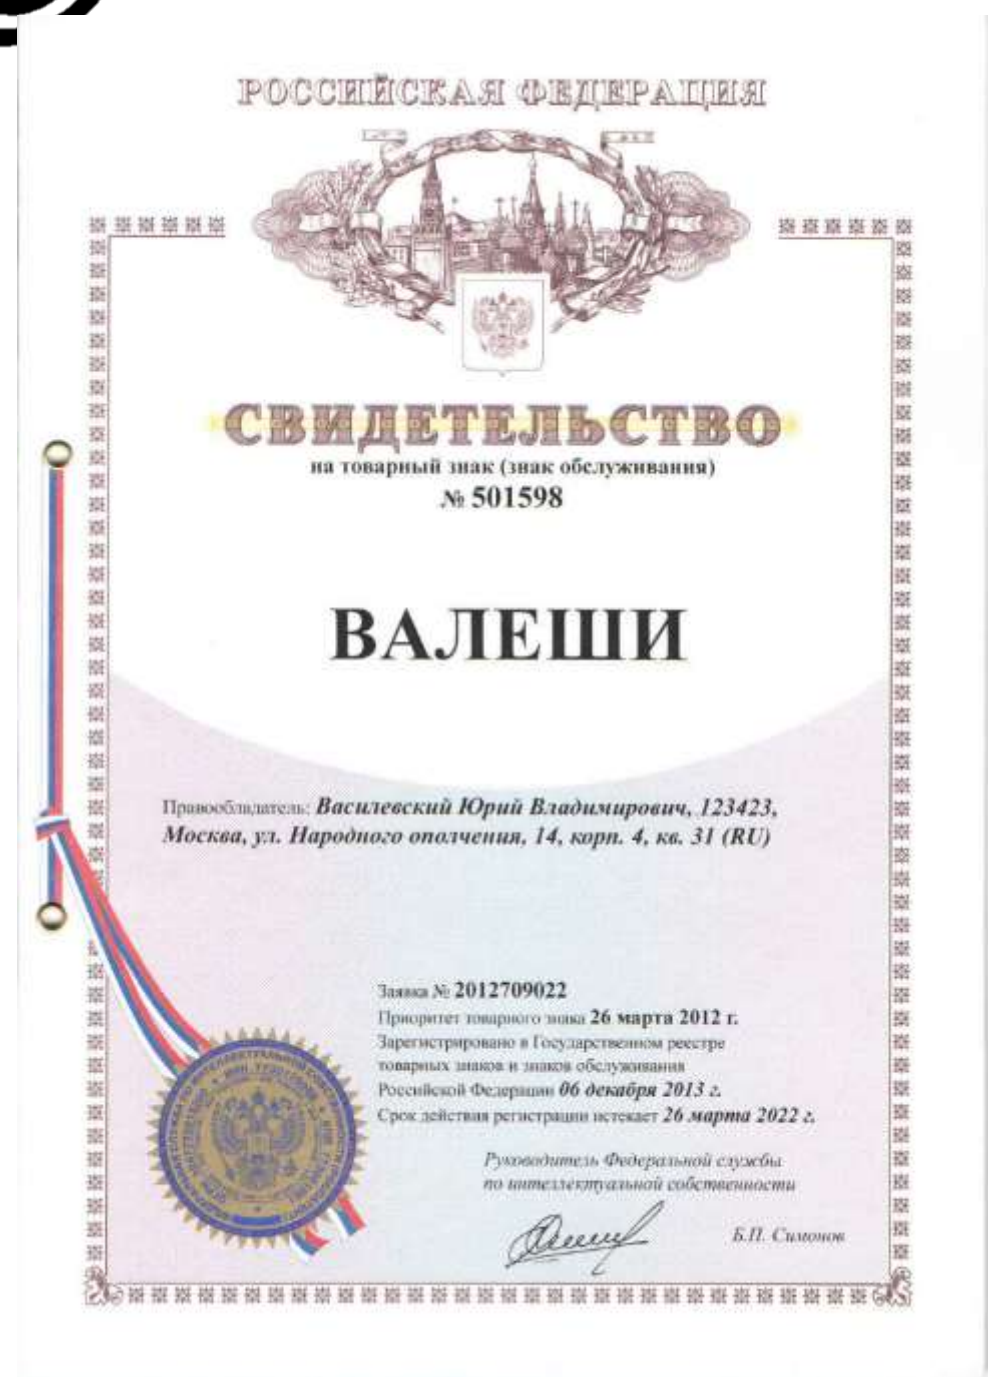 РОССИЙСКАЯ ФЕДЕРАЦИЯ
СВИДЕТЕЛЬСТВО
на товарный знак (знак обслуживания)
№ 501598
ВАЛЕШИ
Правообладатель: Василевский Юрий Владимирович, 123423,
Москва, ул. Народного ополчения, 14, корп. 4, кв. 31 (RU)
Заявка № 2012709022
Приоритет товарного знака 26 марта 2012 г.
Зарегистрировано в Государственном реестре
товарных знаков и знаков обслуживания
Российской Федерации 06 декабря 2013 г.
Срок действия регистрации истекает 26 марта 2022 г.
Руководитель Федеральной службы
по интеллектуальной собственности
Б.П. Симонов